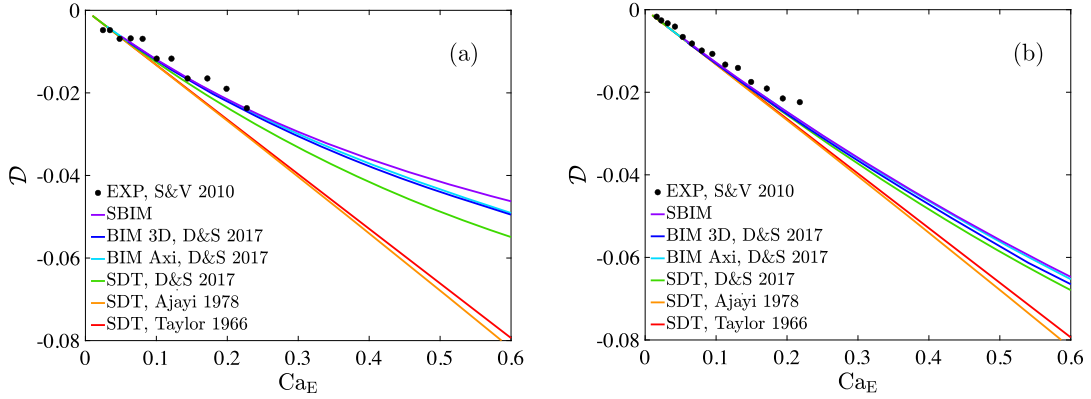 0
-0.02
-0.04
-0.06
-0.08
𝒟
(a)
EXP, S&V 2010
SBIM
BIM 3D, D&S 2017
BIM Axi, D&S 2017
SDT, D&S 2017
SDT, Ajayi 1978
SDT, Taylor 1966
0 0.1 0.2 0.3 0.4 0.5 0.6
Ca_E
0
-0.02
-0.04
-0.06
-0.08
𝒟
(b)
EXP, S&V 2010
SBIM
BIM 3D, D&S 2017
BIM Axi, D&S 2017
SDT, D&S 2017
SDT, Ajayi 1978
SDT, Taylor 1966
0 0.1 0.2 0.3 0.4 0.5 0.6
Ca_E